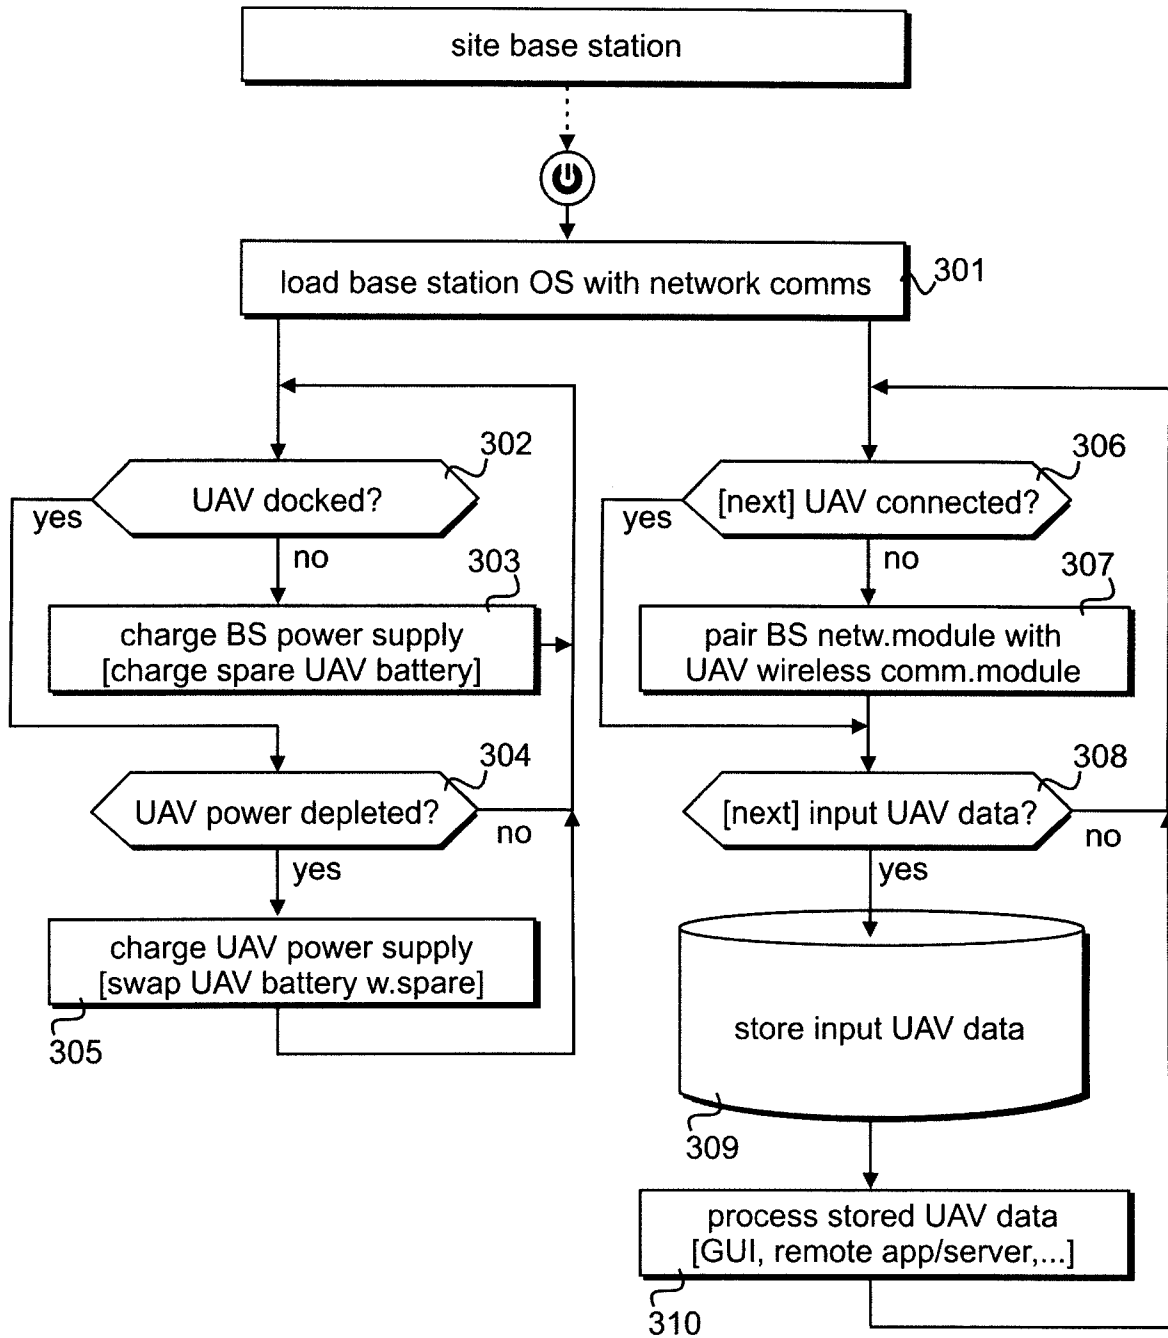 site base station
load base station OS with network comms
301
302
UAV docked?
yes
no
303
charge BS power supply
[charge spare UAV battery]
304
UAV power depleted?
no
yes
charge UAV power supply
[swap UAV battery w.spare]
305
306
[next] UAV connected?
yes
no
307
pair BS netw.module with
UAV wireless comm.module
308
[next] input UAV data?
no
yes
store input UAV data
309
process stored UAV data
[GUI, remote app/server,...]
310